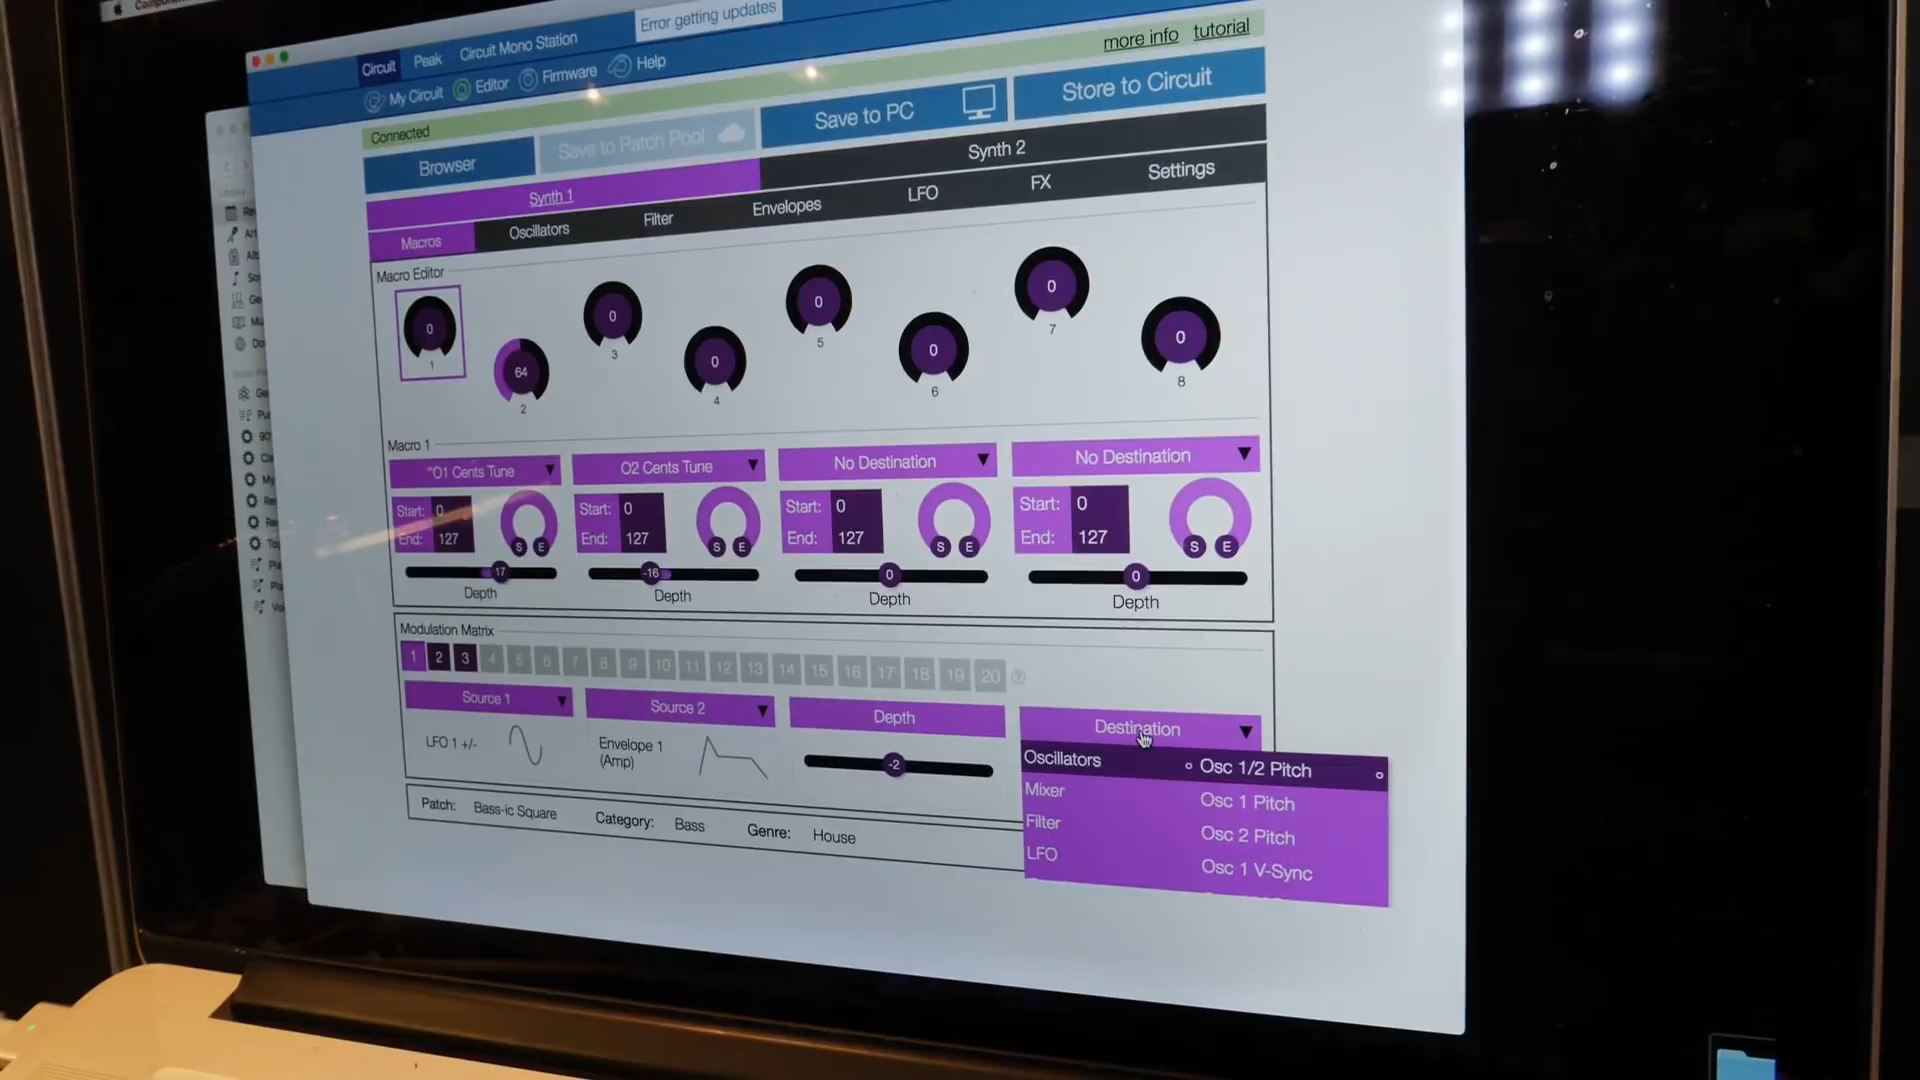 Error getting updates
Circuit Peak Circuit Mono Station
My Circuit Editor Firmware Help
more info tutorial
Connected
Browser Save to Patch Pool Save to PC Store to Circuit
Synth 1 Synth 2
Macros Oscillators Filter Envelopes LFO FX Settings
Macro Editor
0 64 0 0 0 0 0 0
1 2 3 4 5 6 7 8
Macro 1
"O1 Cents Tune O2 Cents Tune No Destination No Destination
Start: 0 Start: 0 Start: 0 Start: 0
End: 127 S E End: 127 S E End: 127 S E End: 127 S E
17 -16 0 0
Depth Depth Depth Depth
Modulation Matrix
1 2 3 4 5 6 7 8 9 10 11 12 13 14 15 16 17 18 19 20 ?
Source 1 Source 2 Depth Destination
LFO 1 +/- Envelope 1 (Amp) -2
Oscillators Osc 1/2 Pitch
Mixer Osc 1 Pitch
Filter Osc 2 Pitch
LFO Osc 1 V-Sync
Patch: Bass-ic Square Category: Bass Genre: House